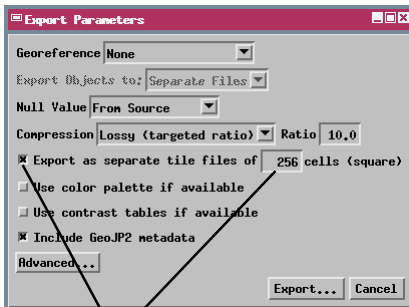 Export Parameters
Georeference None
Export Objects to: Separate Files
Null Value From Source
Compression Lossy (targeted ratio) Ratio 10.0
Export as separate tile files of 256 cells (square)
Use color palette if available
Use contrast tables if available
Include GeoJP2 metadata
Advanced...
Export... Cancel